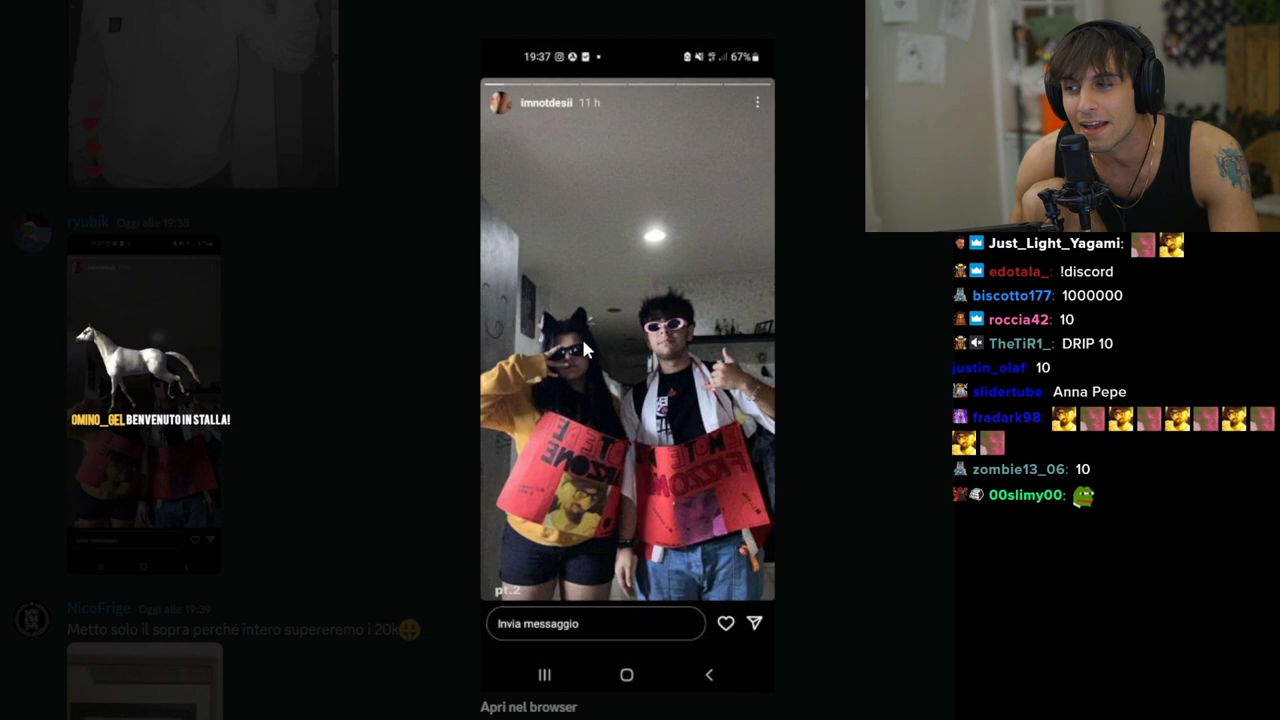 ryubik Oggi alle 19:38
OMINO_GEL BENVENUTO IN STALLA!
NicoFrige Oggi alle 19:39
Metto solo il sopra perché intero supereremo i 20k
19:37
67%
imnotdesii 11 h
pt.2
Invia messaggio
Apri nel browser
Just_Light_Yagami:
edotala_: !discord
biscotto177: 1000000
roccia42: 10
TheTiR1_: DRIP 10
justin_olaf: 10
slidertube: Anna Pepe
fradark98:
zombie13_06: 10
00slimy00: